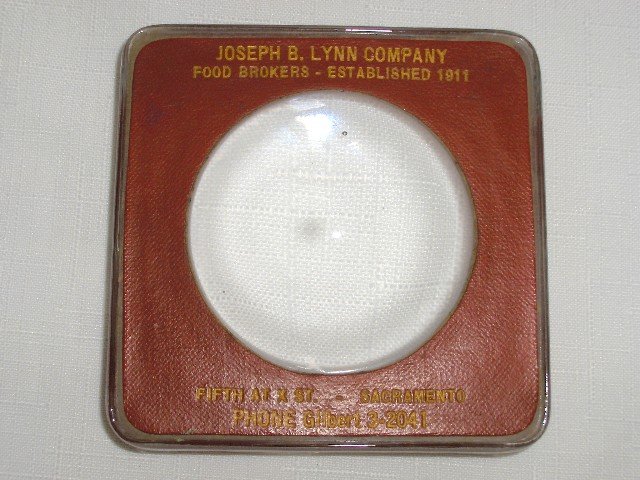 JOSEPH B. LYNN COMPANY
FOOD BROKERS - ESTABLISHED 1911
FIFTH AT X ST. - SACRAMENTO
PHONE GIlbert 3-2041